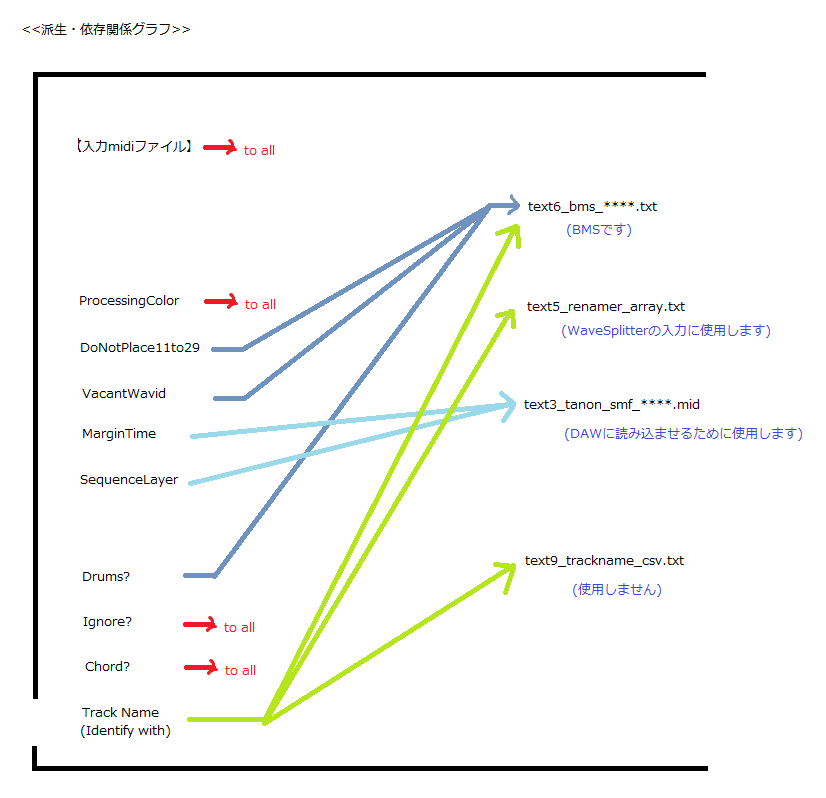 <<派生・依存関係グラフ>>
【入力midiファイル】 to all
text6_bms_****.txt
(BMSです)
ProcessingColor to all
text5_renamer_array.txt
(WaveSplitterの入力に使用します)
DoNotPlace11to29
VacantWavid
text3_tanon_smf_****.mid
MarginTime
(DAWに読み込ませるために使用します)
SequenceLayer
text9_trackname_csv.txt
Drums?
(使用しません)
Ignore? to all
Chord? to all
Track Name
(Identify with)